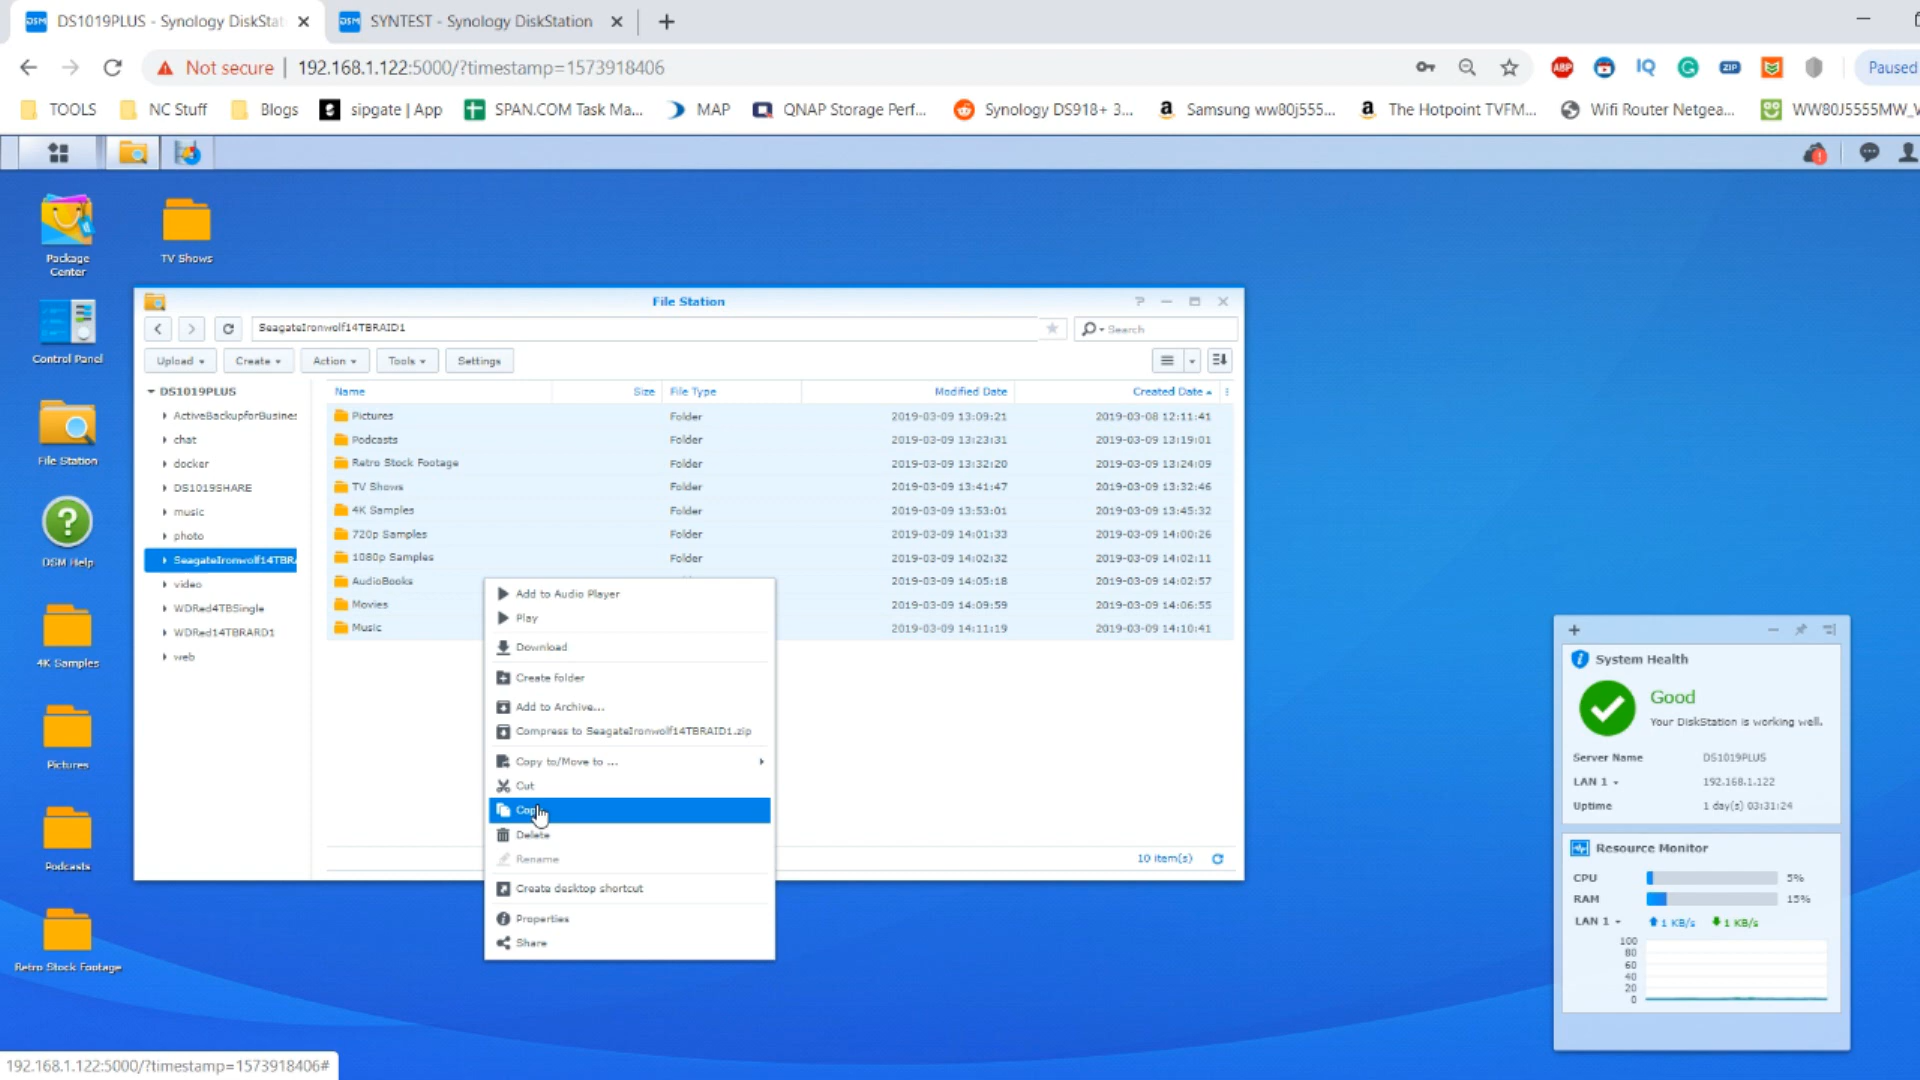 DS1019PLUS - Synology DiskStat
SYNTEST - Synology DiskStation
Not secure
192.168.1.122:5000/?timestamp=1573918406
ABP
IQ
ZIP
Paused
TOOLS
NC Stuff
Blogs
sipgate | App
SPAN.COM Task Ma...
MAP
QNAP Storage Perf...
Synology DS918+ 3...
Samsung ww80j555...
The Hotpoint TVFM...
Wifi Router Netgea...
WW80J5555MW_V
Package
Center
TV Shows
Control Panel
File Station
DSM Help
4K Samples
Pictures
Podcasts
Retro Stock Footage
File Station
SeagateIronwolf14TBRAID1
Search
Upload
Create
Action
Tools
Settings
DS1019PLUS
ActiveBackupforBusines
chat
docker
DS1019SHARE
music
photo
SeagateIronwolf14TBRA
video
WDRed4TBSingle
WDRed14TBRARD1
web
Name Size File Type Modified Date Created Date
Pictures Folder 2019-03-09 13:09:21 2019-03-08 12:11:41
Podcasts Folder 2019-03-09 13:23:31 2019-03-09 13:19:01
Retro Stock Footage Folder 2019-03-09 13:32:20 2019-03-09 13:24:09
TV Shows Folder 2019-03-09 13:41:47 2019-03-09 13:32:46
4K Samples Folder 2019-03-09 13:53:01 2019-03-09 13:45:32
720p Samples Folder 2019-03-09 14:01:33 2019-03-09 14:00:26
1080p Samples Folder 2019-03-09 14:02:32 2019-03-09 14:02:11
AudioBooks 2019-03-09 14:05:18 2019-03-09 14:02:57
Movies 2019-03-09 14:09:59 2019-03-09 14:06:55
Music 2019-03-09 14:11:19 2019-03-09 14:10:41
Add to Audio Player
Play
Download
Create folder
Add to Archive...
Compress to SeagateIronwolf14TBRAID1.zip
Copy to/Move to ...
Cut
Copy
Delete
Rename
Create desktop shortcut
Properties
Share
10 item(s)
System Health
Good
Your DiskStation is working well.
Server Name DS1019PLUS
LAN 1 192.168.1.122
Uptime 1 day(s) 03:31:24
Resource Monitor
CPU 5%
RAM 15%
LAN 1 1 KB/s 1 KB/s
100
80
60
40
20
0
192.168.1.122:5000/?timestamp=1573918406#